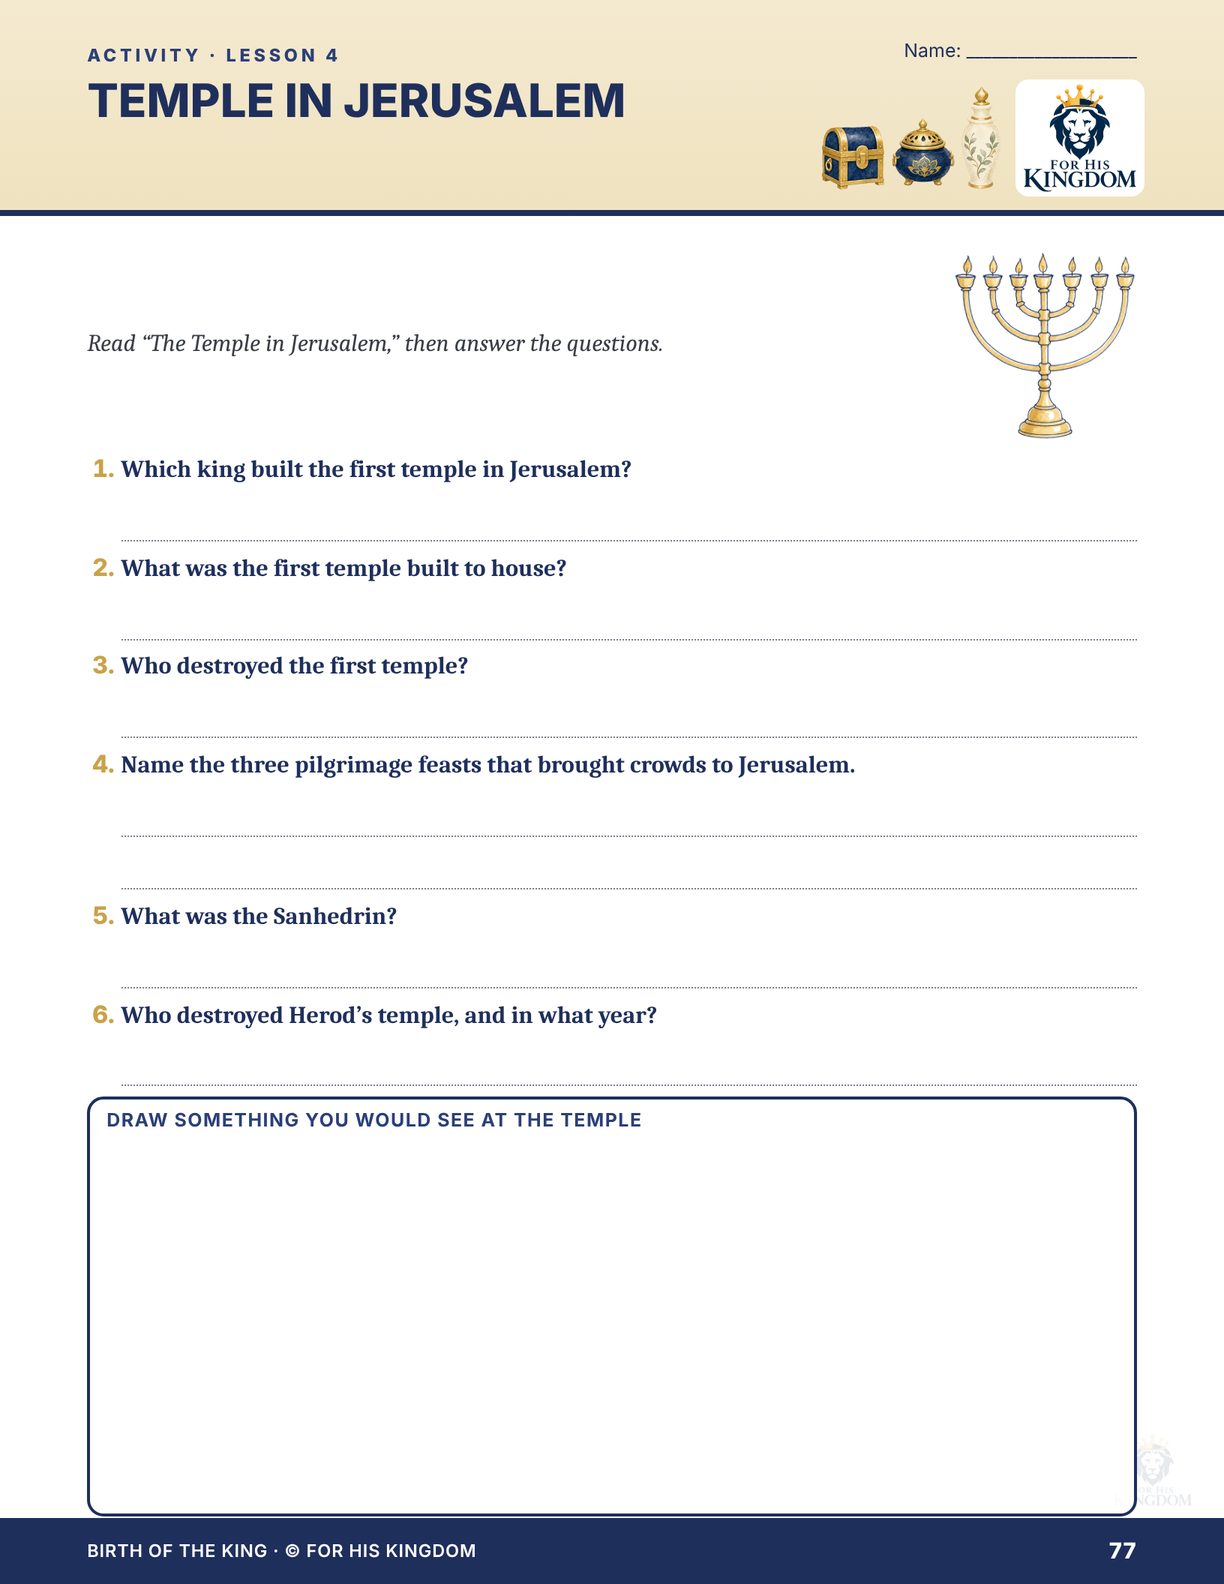 ACTIVITY · LESSON 4
Name: ____________________
TEMPLE IN JERUSALEM
FOR HIS
KINGDOM
Read “The Temple in Jerusalem,” then answer the questions.
1. Which king built the first temple in Jerusalem?
2. What was the first temple built to house?
3. Who destroyed the first temple?
4. Name the three pilgrimage feasts that brought crowds to Jerusalem.
5. What was the Sanhedrin?
6. Who destroyed Herod’s temple, and in what year?
DRAW SOMETHING YOU WOULD SEE AT THE TEMPLE
FOR HIS
KINGDOM
BIRTH OF THE KING · © FOR HIS KINGDOM
77